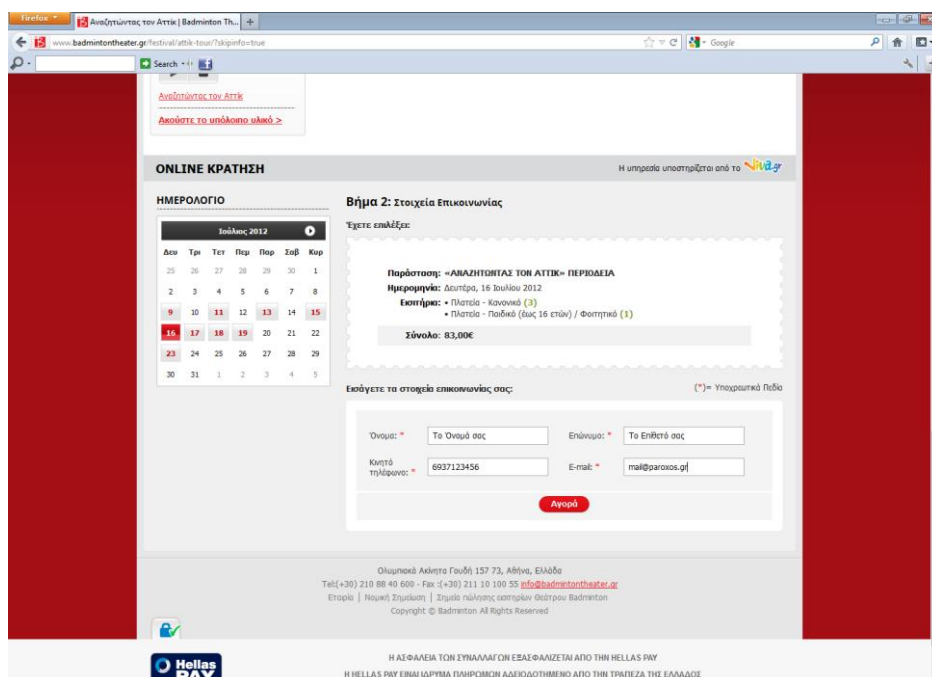 Firefox
Αναζητώντας τον Αττίκ | Badminton Th...
www.badmintontheater.gr/festival/attik-tour/?skipinfo=true
Google
Search
Αναζητώντας τον Αττίκ
Ακούστε το υπόλοιπο υλικό >
ONLINE ΚΡΑΤΗΣΗ
Η υπηρεσία υποστηρίζεται από το viva.gr
ΗΜΕΡΟΛΟΓΙΟ
Ιούλιος 2012
Δευ Τρι Τετ Πεμ Παρ Σαβ Κυρ
25 26 27 28 29 30 1
2 3 4 5 6 7 8
9 10 11 12 13 14 15
16 17 18 19 20 21 22
23 24 25 26 27 28 29
30 31 1 2 3 4 5
Βήμα 2: Στοιχεία Επικοινωνίας
Έχετε επιλέξει:
Παράσταση: «ΑΝΑΖΗΤΩΝΤΑΣ ΤΟΝ ΑΤΤΙΚ» ΠΕΡΙΟΔΕΙΑ
Ημερομηνία: Δευτέρα, 16 Ιουλίου 2012
Εισιτήρια: • Πλατεία - Κανονικό (3)
• Πλατεία - Παιδικό (έως 16 ετών) / Φοιτητικό (1)
Σύνολο: 83,00€
Εισάγετε τα στοιχεία επικοινωνίας σας:
(*)= Υποχρεωτικά Πεδία
Όνομα: * Το Όνομά σας Επώνυμο: * Το Επίθετό σας
Κινητό τηλέφωνο: * 6937123456 E-mail: * mail@paroxos.gr
Αγορά
Ολυμπιακά Ακίνητα Γουδή 157 73, Αθήνα, Ελλάδα
Tel:(+30) 210 88 40 600 - Fax :(+30) 211 10 100 55 info@badmintontheater.gr
Εταιρία | Νομική Σημείωση | Σημεία πώλησης εισιτηρίων Θεάτρου Badminton
Copyright © Badminton All Rights Reserved
Hellas PAY
Η ΑΣΦΑΛΕΙΑ ΤΩΝ ΣΥΝΑΛΛΑΓΩΝ ΕΞΑΣΦΑΛΙΖΕΤΑΙ ΑΠΟ ΤΗΝ HELLAS PAY
Η HELLAS PAY ΕΙΝΑΙ ΙΔΡΥΜΑ ΠΛΗΡΩΜΩΝ ΑΔΕΙΟΔΟΤΗΜΕΝΟ ΑΠΟ ΤΗΝ ΤΡΑΠΕΖΑ ΤΗΣ ΕΛΛΑΔΟΣ